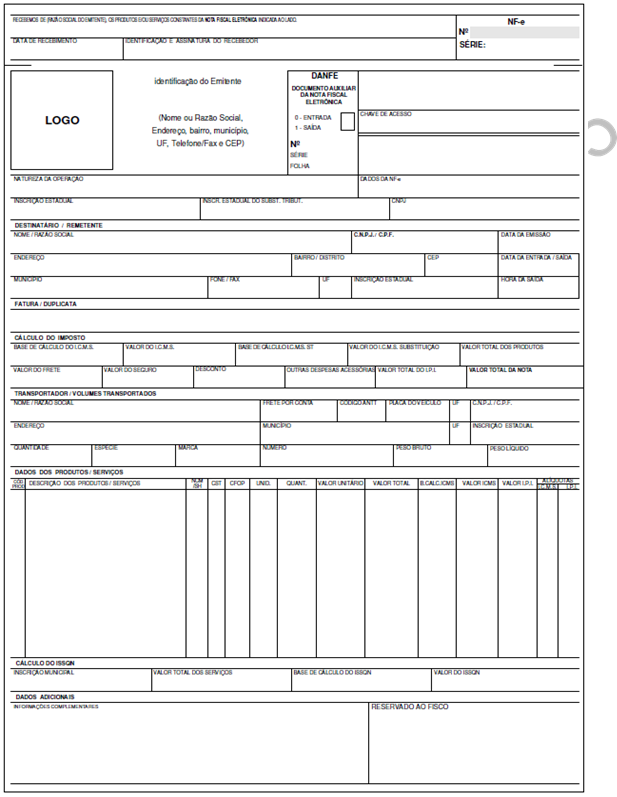 RECEBEMOS DE (RAZÃO SOCIAL DO EMITENTE), OS PRODUTOS E/OU SERVIÇOS CONSTANTES DA NOTA FISCAL ELETRÔNICA INDICADA AO LADO.
NF-e
Nº
SÉRIE:
DATA DE RECEBIMENTO IDENTIFICAÇÃO E ASSINATURA DO RECEBEDOR
LOGO
identificação do Emitente
(Nome ou Razão Social,
Endereço, bairro, município,
UF, Telefone/Fax e CEP)
DANFE
DOCUMENTO AUXILIAR
DA NOTA FISCAL
ELETRÔNICA
0 - ENTRADA
1 - SAÍDA
Nº
SÉRIE
FOLHA
CHAVE DE ACESSO
NATURIZA DA OPERAÇÃO DADOS DA NF-e
INSCRIÇÃO ESTADUAL INSCR. ESTADUAL DO SUBST. TRIBUT. CNPJ
DESTINATÁRIO / REMETENTE
NOME / RAZÃO SOCIAL C.N.P.J. / C.P.F. DATA DA EMISSÃO
ENDEREÇO BAIRRO / DISTRITO CEP DATA DA ENTRADA / SAÍDA
MUNICIPIO FONE / FAX UF INSCRIÇÃO ESTADUAL HORA DA SAÍDA
FATURA / DUPLICATA
CÁLCULO DO IMPOSTO
BASE DE CÁLCULO DO I.C.M.S. VALOR DO I.C.M.S. BASE DE CÁLCULO I.C.M.S. ST VALOR DO I.C.M.S. SUBSTITUIÇÃO VALOR TOTAL DOS PRODUTOS
VALOR DO FRETE VALOR DO SEGURO DESCONTO OUTRAS DESPESAS ACESSÓRIAS VALOR TOTAL DO I.P.I. VALOR TOTAL DA NOTA
TRANSPORTADOR / VOLUMES TRANSPORTADOS
NOME / RAZÃO SOCIAL FRETE POR CONTA CODIGO ANTT PLACA DO VEÍCULO UF C.N.P.J. / C.P.F.
ENDEREÇO MUNICÍPIO UF INSCRIÇÃO ESTADUAL
QUANTIDADE ESPÉCIE MARCA NÚMERO PESO BRUTO PESO LÍQUIDO
DADOS DOS PRODUTOS / SERVIÇOS
CÓD. PROD. DESCRIÇÃO DOS PRODUTOS / SERVIÇOS /SH CST CFOP UNID. QUANT. VALOR UNITÁRIO VALOR TOTAL B.CALC.ICMS VALOR ICMS VALOR I.P.I. ALÍQUOTAS
I.C.M.S. I.P.I.
CÁLCULO DO ISSQN
INSCRIÇÃO MUNICIPAL VALOR TOTAL DOS SERVIÇOS BASE DE CÁLCULO DO ISSQN VALOR DO ISSQN
DADOS ADICIONAIS
INFORMAÇÕES COMPLEMENTARES RESERVADO AO FISCO